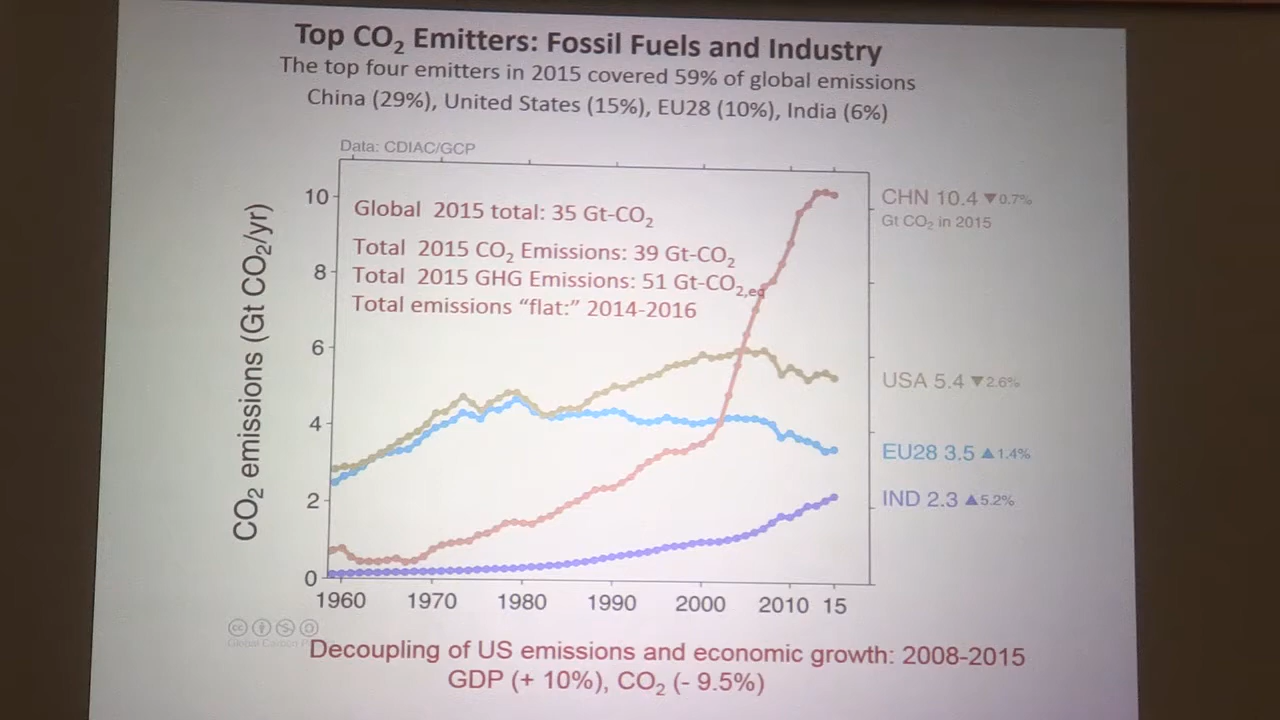 Top CO₂ Emitters: Fossil Fuels and Industry
The top four emitters in 2015 covered 59% of global emissions
China (29%), United States (15%), EU28 (10%), India (6%)
Data: CDIAC/GCP
CO₂ emissions (Gt CO₂/yr)
10
8
6
4
2
0
Global 2015 total: 35 Gt-CO₂
Total 2015 CO₂ Emissions: 39 Gt-CO₂
Total 2015 GHG Emissions: 51 Gt-CO₂,eq
Total emissions “flat:” 2014-2016
CHN 10.4 ▼0.7%
Gt CO₂ in 2015
USA 5.4 ▼2.6%
EU28 3.5 ▲1.4%
IND 2.3 ▲5.2%
1960 1970 1980 1990 2000 2010 15
cc
Global Carbon
Decoupling of US emissions and economic growth: 2008-2015
GDP (+ 10%), CO₂ (- 9.5%)